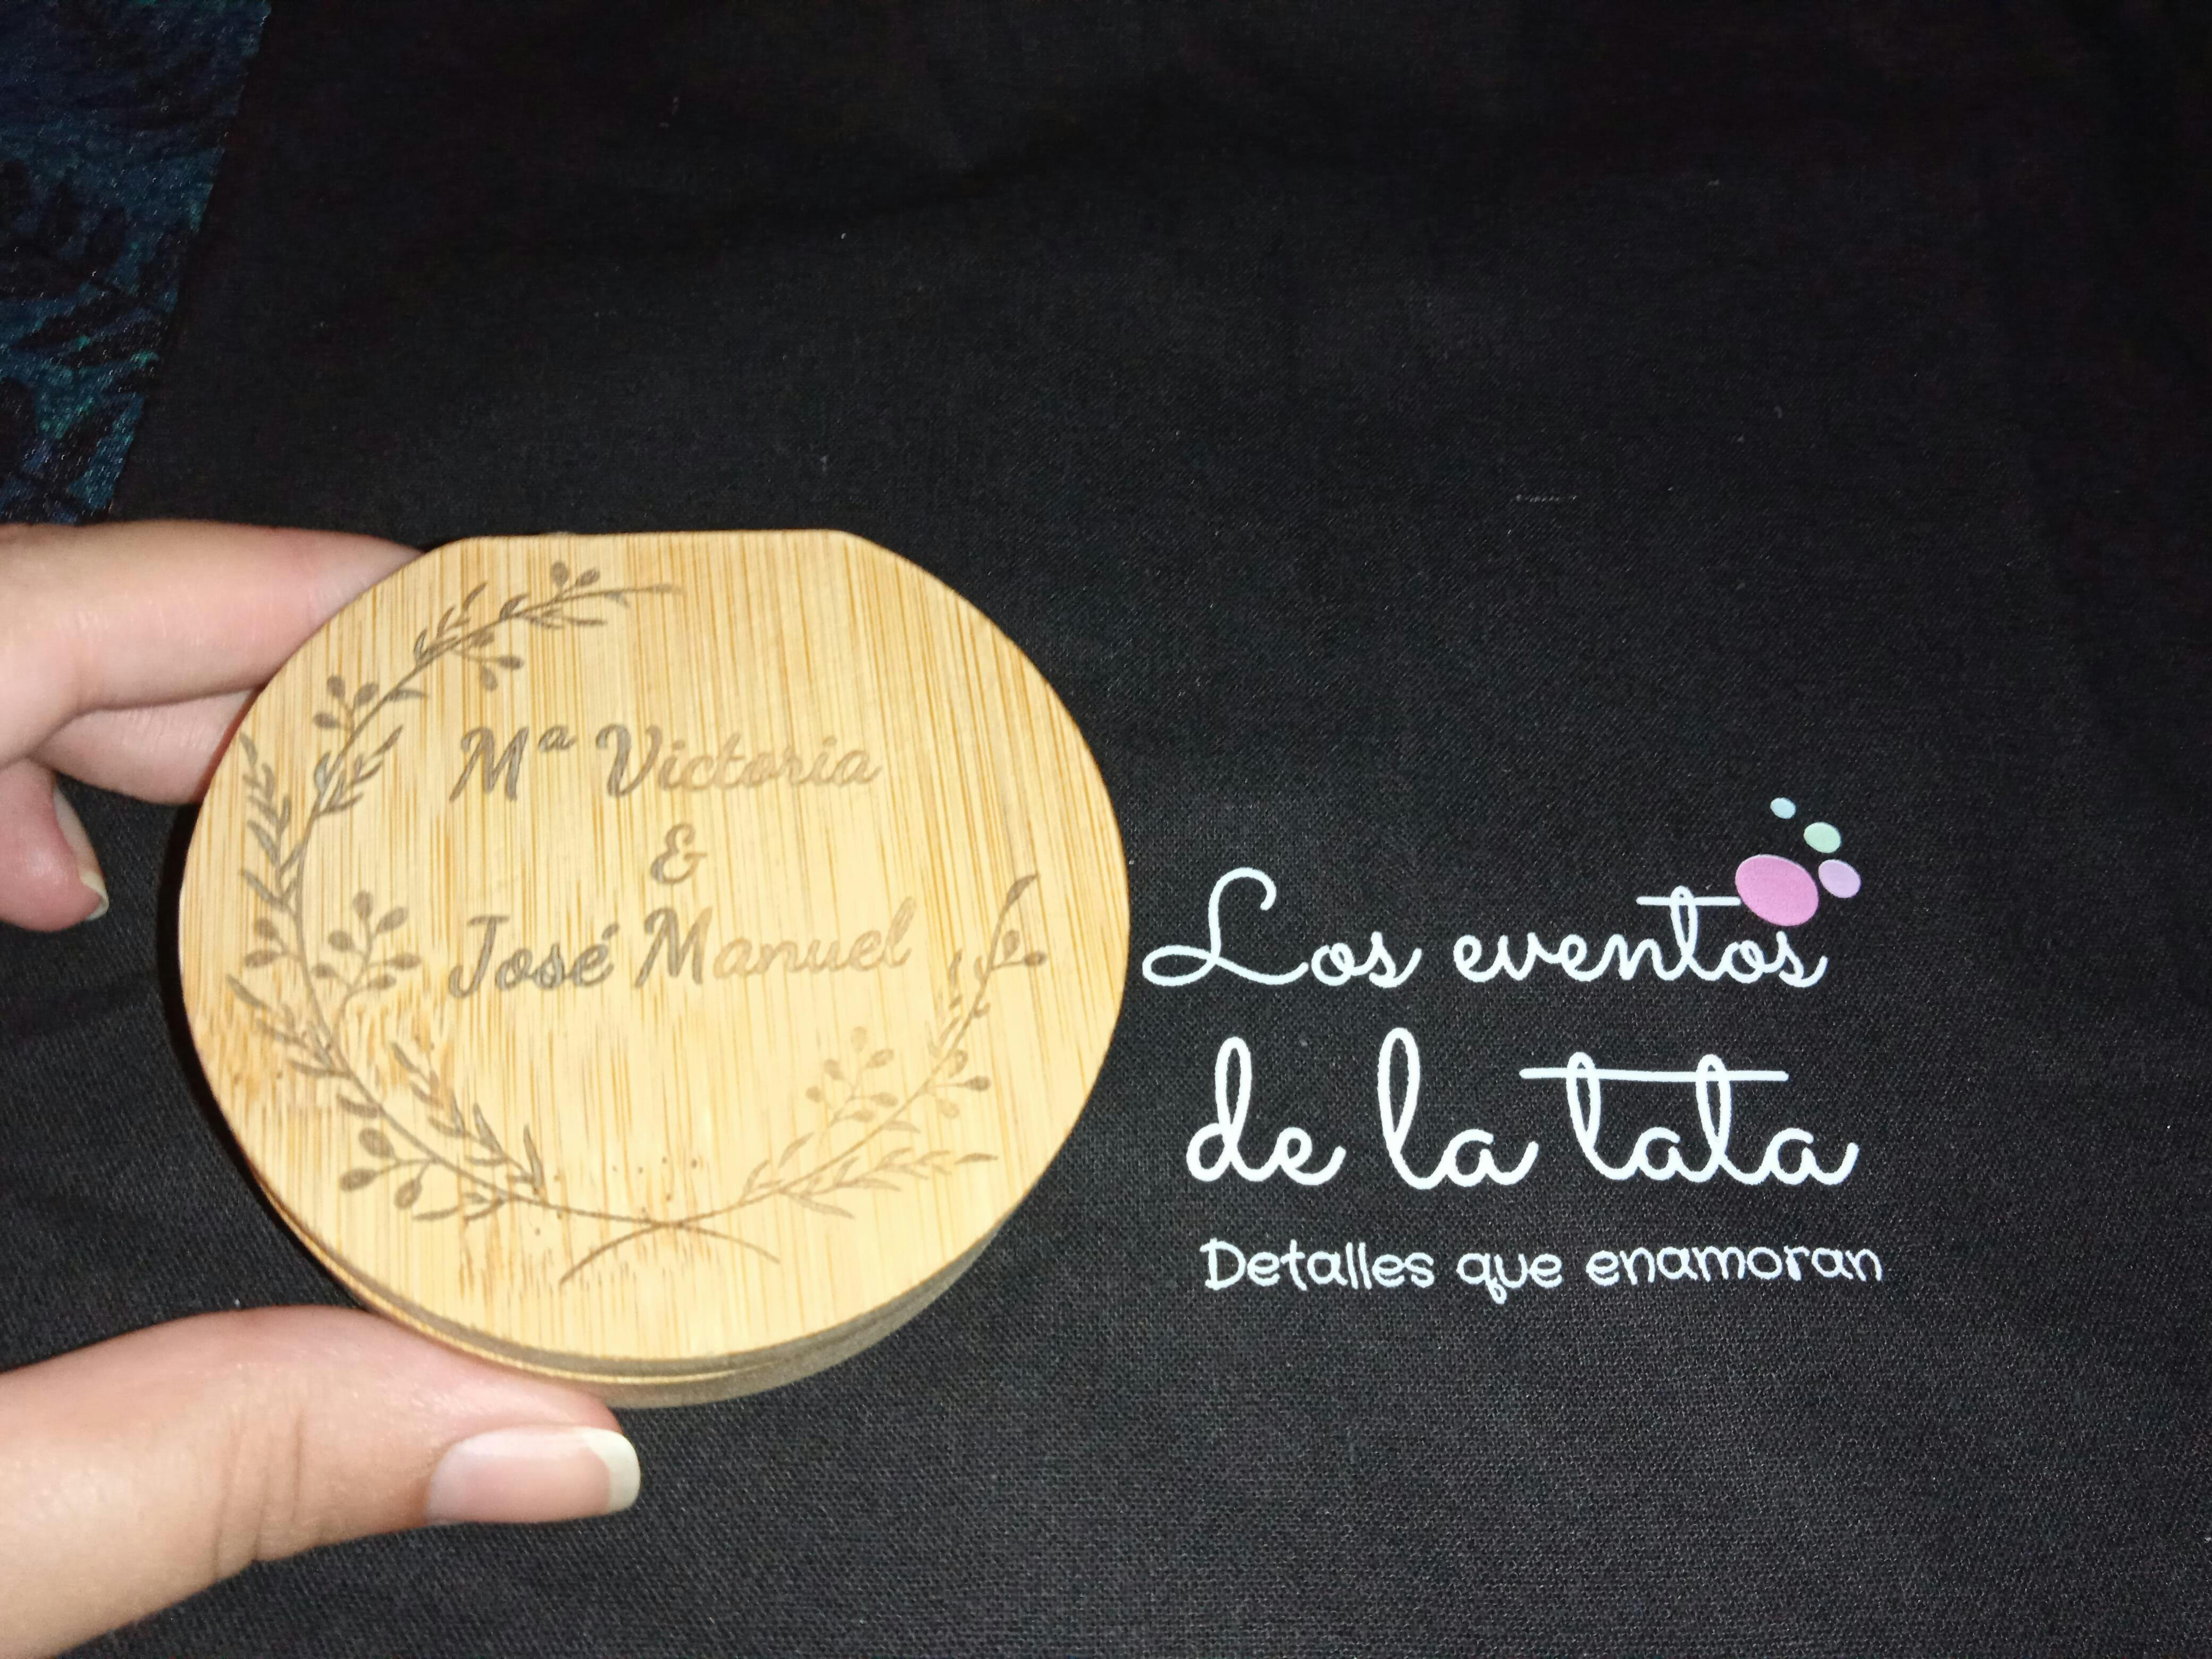 Mª Victoria
&
José Manuel
Los eventos
de la tata
Detalles que enamoran